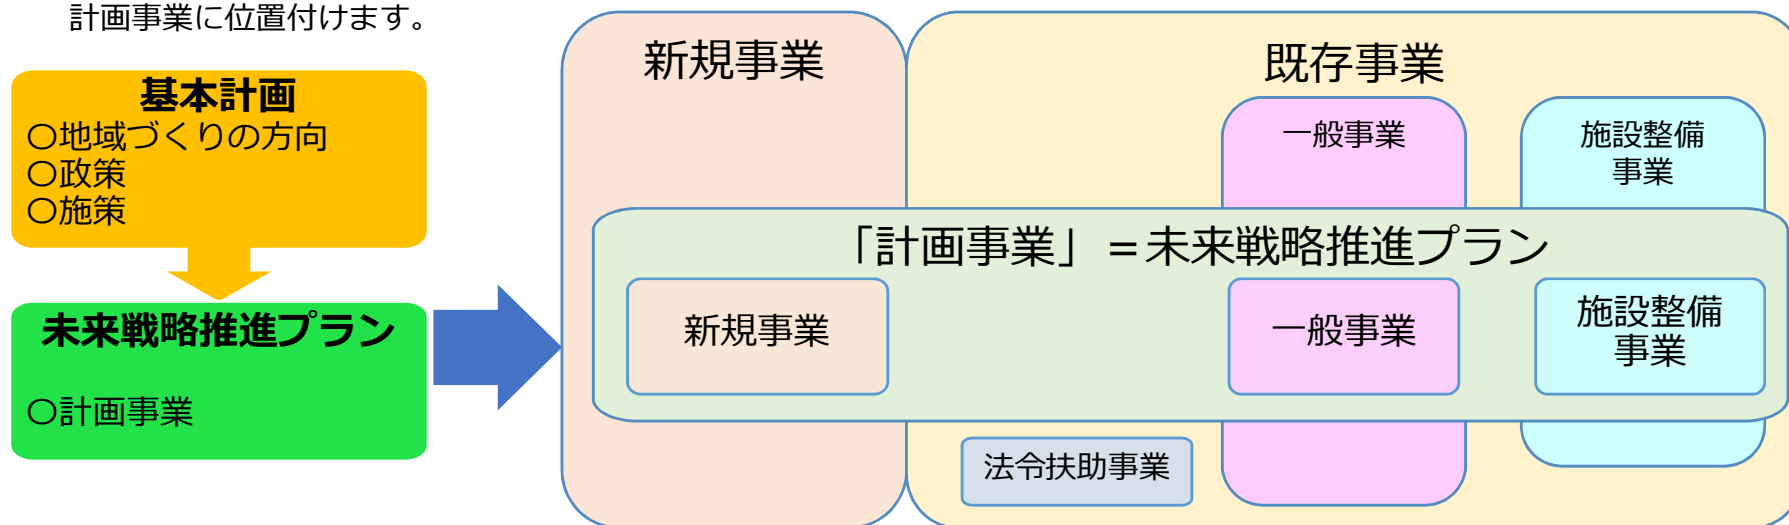 計画事業に位置付けます。
基本計画
〇地域づくりの方向
〇政策
〇施策
未来戦略推進プラン
〇計画事業
新規事業
既存事業
一般事業
施設整備
事業
「計画事業」＝未来戦略推進プラン
新規事業
一般事業
施設整備
事業
法令扶助事業